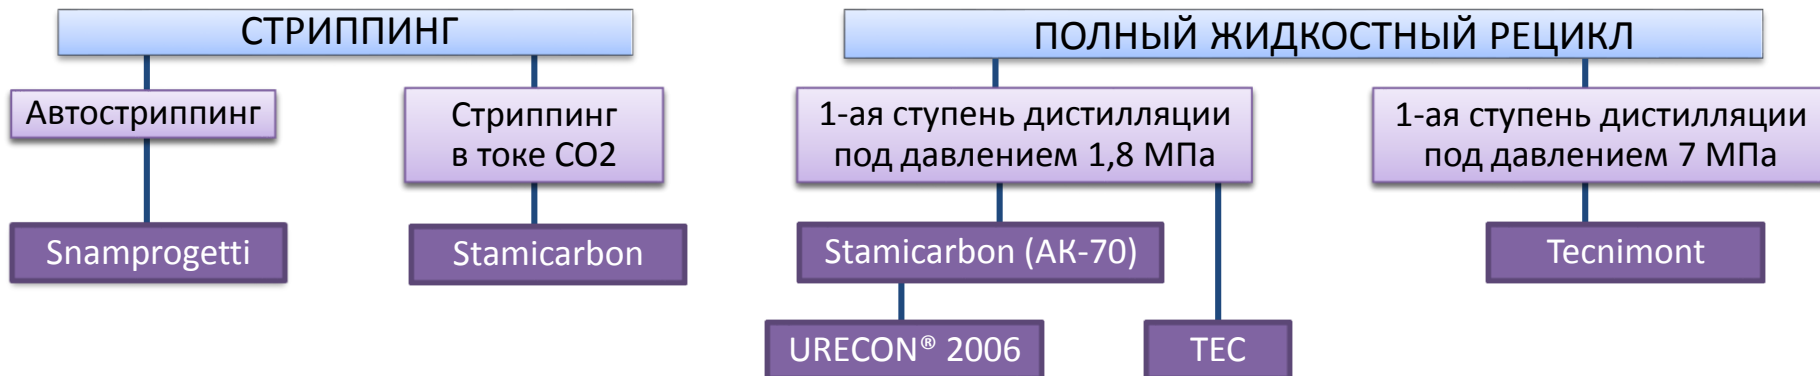 СТРИППИНГ
ПОЛНЫЙ ЖИДКОСТНЫЙ РЕЦИКЛ
Автостриппинг
Стриппинг
в токе СО2
1-ая ступень дистилляции
под давлением 1,8 МПа
1-ая ступень дистилляции
под давлением 7 МПа
Snamprogetti
Stamicarbon
Stamicarbon (АК-70)
Tecnimont
URECON® 2006
TEC